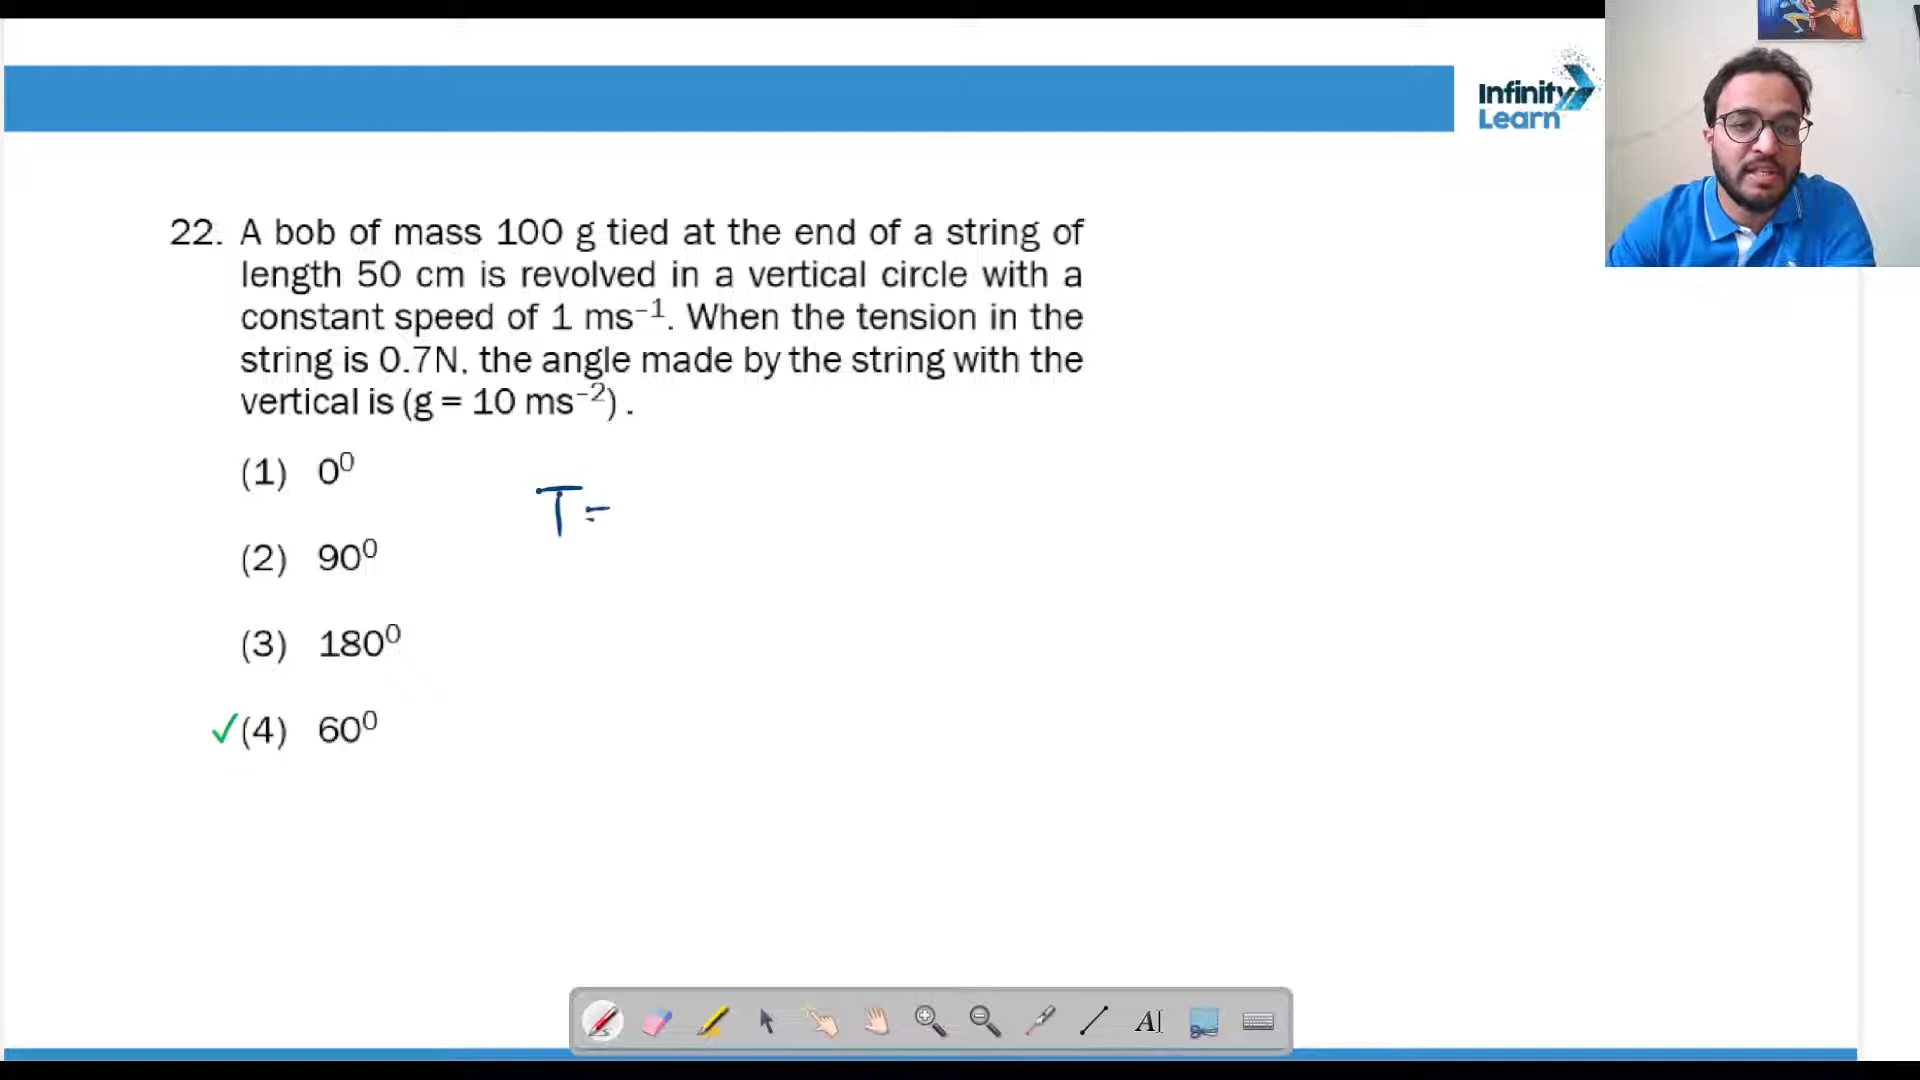 Infinity
Learn
22. A bob of mass 100 g tied at the end of a string of
length 50 cm is revolved in a vertical circle with a
constant speed of 1 ms⁻¹. When the tension in the
string is 0.7N, the angle made by the string with the
vertical is (g = 10 ms⁻²) .
(1) 0⁰
T =
(2) 90⁰
(3) 180⁰
✓(4) 60⁰
A